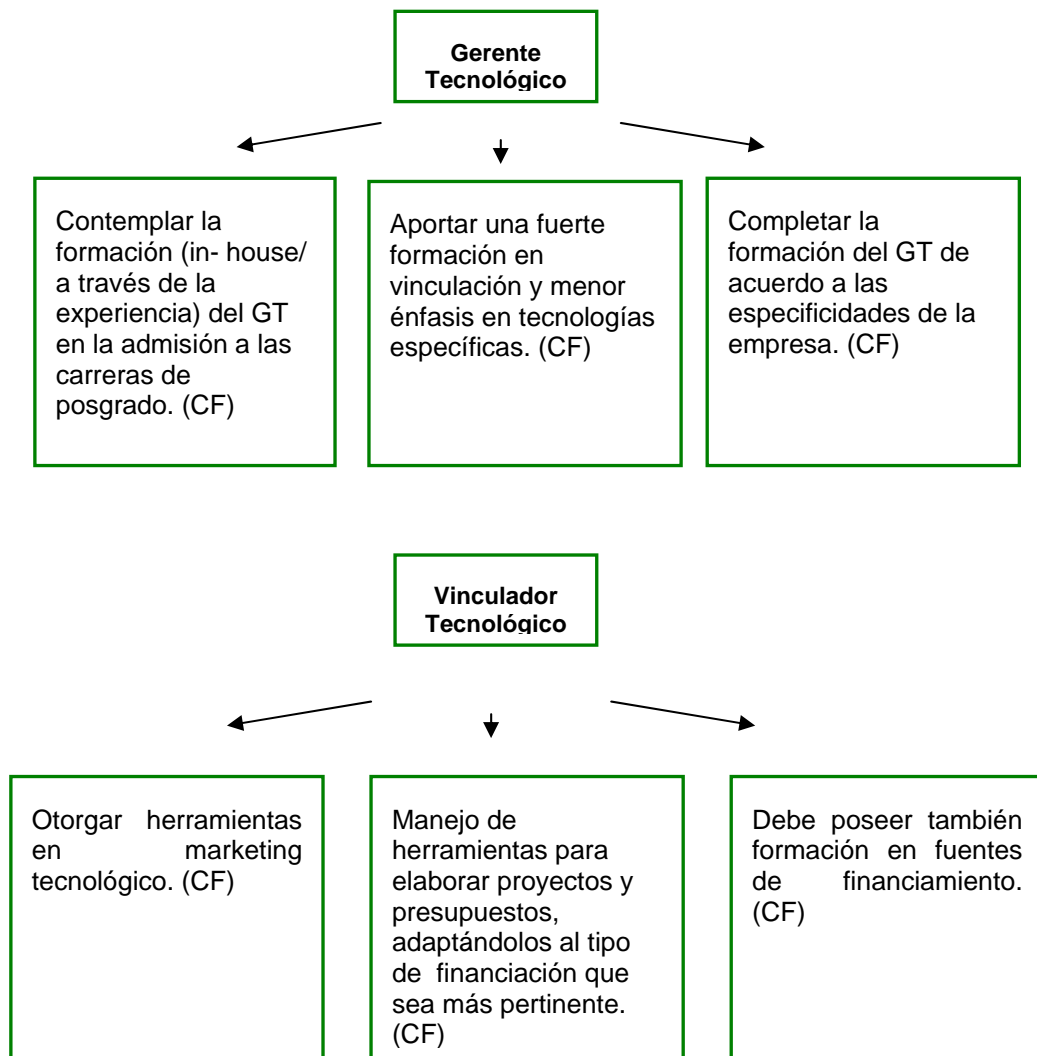 Gerente
Tecnológico
Contemplar la
formación (in- house/
a través de la
experiencia) del GT
en la admisión a las
carreras de
posgrado. (CF)
Aportar una fuerte
formación en
vinculación y menor
énfasis en tecnologías
específicas. (CF)
Completar la
formación del GT de
acuerdo a las
especificidades de la
empresa. (CF)
Vinculador
Tecnológico
Otorgar herramientas
en marketing
tecnológico. (CF)
Manejo de
herramientas para
elaborar proyectos y
presupuestos,
adaptándolos al tipo
de financiación que
sea más pertinente.
(CF)
Debe poseer también
formación en fuentes
de financiamiento.
(CF)